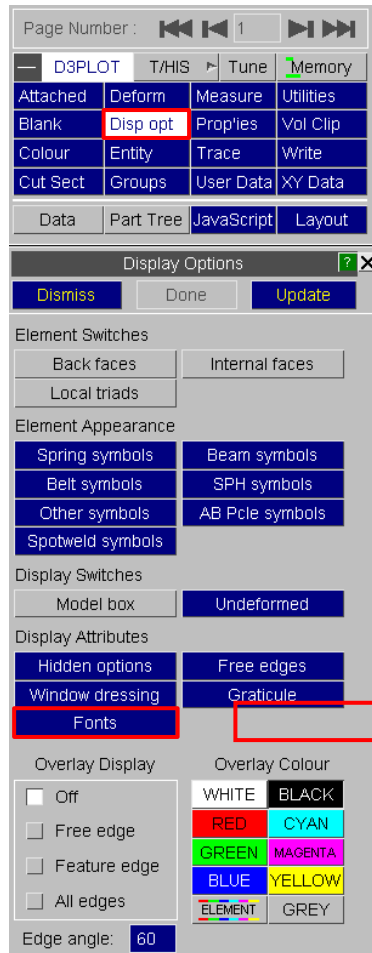 Page Number : 1
D3PLOT T/HIS Tune Memory
Attached Deform Measure Utilities
Blank Disp opt Prop'ies Vol Clip
Colour Entity Trace Write
Cut Sect Groups User Data XY Data
Data Part Tree JavaScript Layout
Display Options ? X
Dismiss Done Update
Element Switches
Back faces Internal faces
Local triads
Element Appearance
Spring symbols Beam symbols
Belt symbols SPH symbols
Other symbols AB Pcle symbols
Spotweld symbols
Display Switches
Model box Undeformed
Display Attributes
Hidden options Free edges
Window dressing Graticule
Fonts
Overlay Display Overlay Colour
Off WHITE BLACK
Free edge RED CYAN
GREEN MAGENTA
Feature edge BLUE YELLOW
All edges ELEMENT GREY
Edge angle: 60